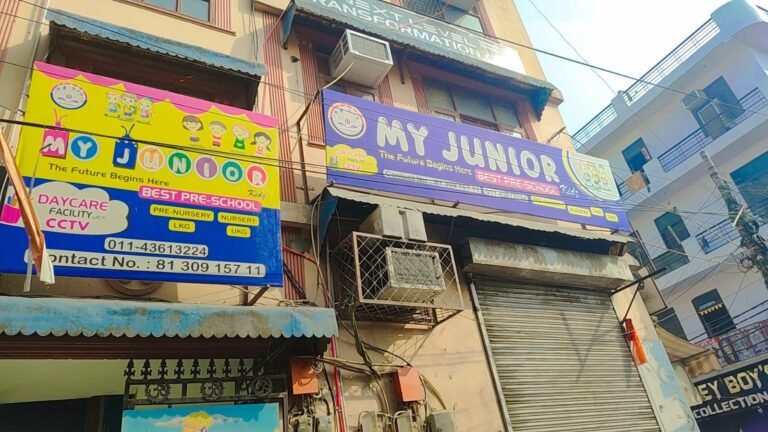 NEXT LEVEL
TRANSFORMATION
MY JUNIOR
The Future Begins Here
Kidz
BEST PRE-SCHOOL
DAYCARE
FACILITY with
CCTV
PRE-NURSERY
NURSERY
LKG
UKG
011-43613224
Contact No. : 81 309 157 11
MY JUNIOR
The Future Begins Here
Kidz
BEST PRE-SCHOOL
EY BOY'S
COLLECTION